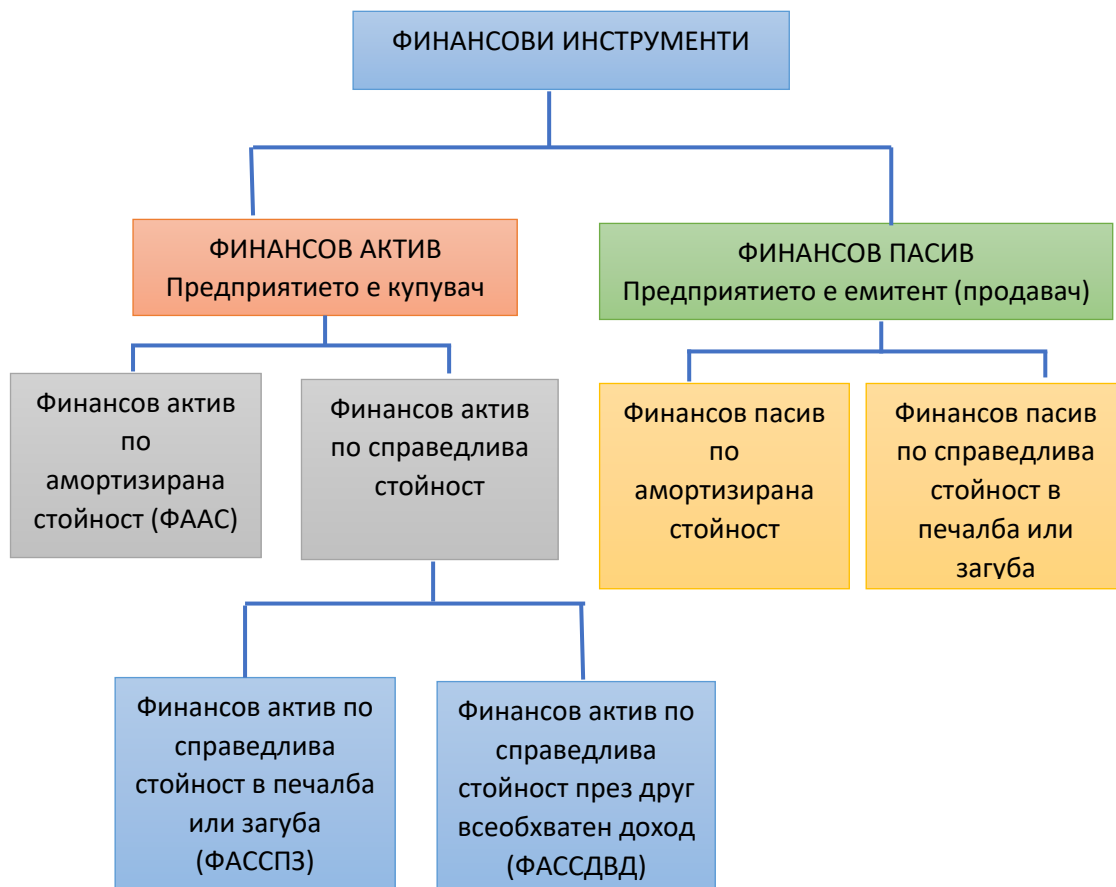 ФИНАНСОВИ ИНСТРУМЕНТИ
ФИНАНСОВ АКТИВ
Предприятието е купувач
ФИНАНСОВ ПАСИВ
Предприятието е емитент (продавач)
Финансов актив
по
амортизирана
стойност (ФААС)
Финансов актив
по справедлива
стойност
Финансов пасив
по
амортизирана
стойност
Финансов пасив
по справедлива
стойност в
печалба или
загуба
Финансов актив по
справедлива
стойност в печалба
или загуба
(ФАССПЗ)
Финансов актив по
справедлива
стойност през друг
всеобхватен доход
(ФАССДВД)